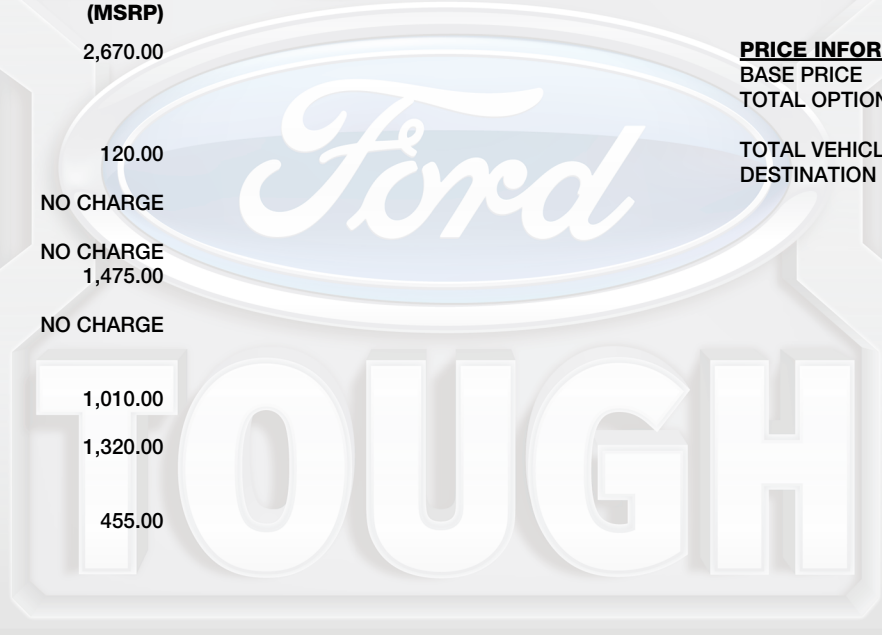 (MSRP)
2,670.00
120.00
NO CHARGE
NO CHARGE
1,475.00
NO CHARGE
1,010.00
1,320.00
455.00
PRICE INFOR
BASE PRICE
TOTAL OPTION
TOTAL VEHICL
DESTINATION
Ford
TOUGH